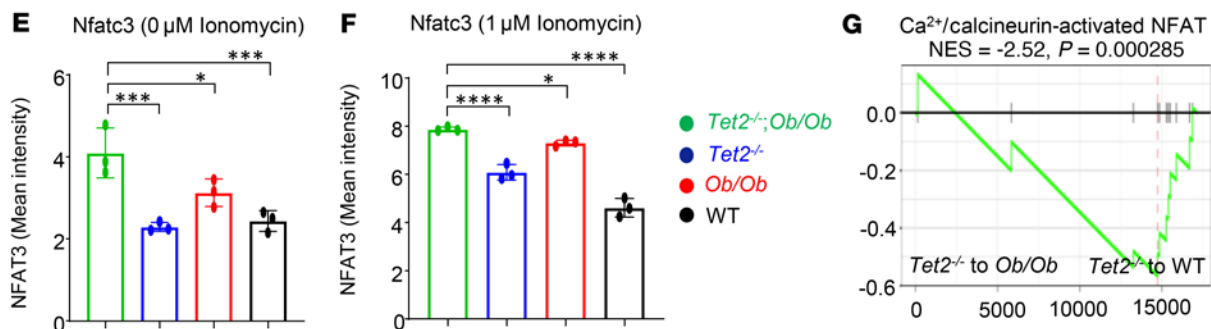 E
Nfatc3 (0 µM Ionomycin)
NFAT3 (Mean intensity)
6
4
2
0
***
*
***
F
Nfatc3 (1 µM Ionomycin)
NFAT3 (Mean intensity)
10
8
6
4
2
0
****
*
****
Tet2-/-;Ob/Ob
Tet2-/-
Ob/Ob
WT
G
Ca2+/calcineurin-activated NFAT
NES = -2.52, P = 0.000285
0.0
-0.2
-0.4
-0.6
Tet2-/- to Ob/Ob
Tet2-/- to WT
0
5000
10000
15000